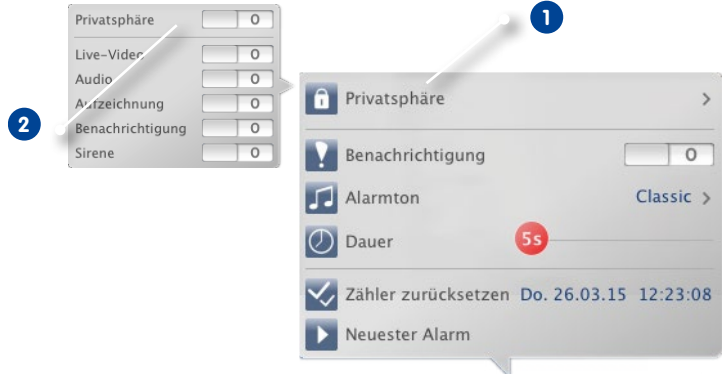 1
Privatsphäre 0
Live-Video 0
Audio 0
Aufzeichnung 0
Benachrichtigung 0
Sirene 0
2
Privatsphäre
Benachrichtigung 0
Alarmton Classic
Dauer 5s
Zähler zurücksetzen Do. 26.03.15 12:23:08
Neuester Alarm